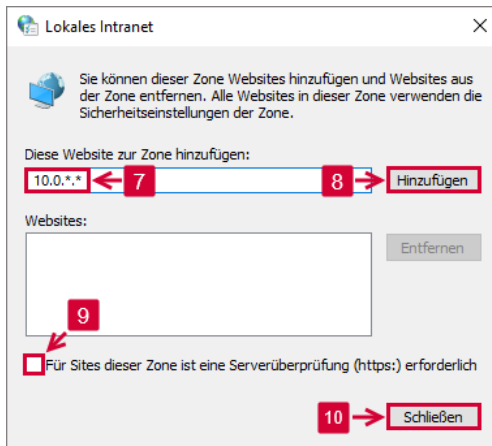 Lokales Intranet
Sie können dieser Zone Websites hinzufügen und Websites aus
der Zone entfernen. Alle Websites in dieser Zone verwenden die
Sicherheitseinstellungen der Zone.
Diese Website zur Zone hinzufügen:
10.0.*.* 7 8 Hinzufügen
Websites:
Entfernen
9
Für Sites dieser Zone ist eine Serverüberprüfung (https:) erforderlich
10 Schließen